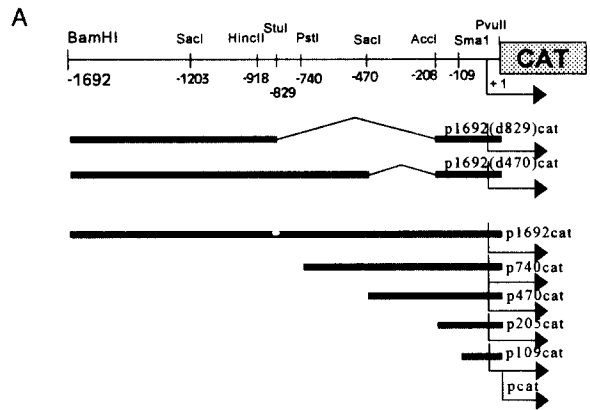 A
PvuII
StuI
BamHI SacI HincII PstI SacI AccI Sma1 CAT
-1692 -1203 -918 -740 -470 -208 -109 +1
-829
p1692(d829)cat
p1692(d470)cat
p1692cat
p740cat
p470cat
p205cat
p109cat
pcat